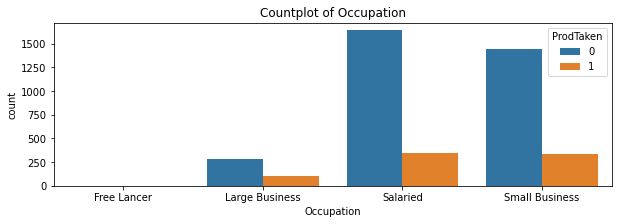 Countplot of Occupation
ProdTaken
0
1
count
1500
1250
1000
750
500
250
0
Free Lancer
Large Business
Salaried
Small Business
Occupation